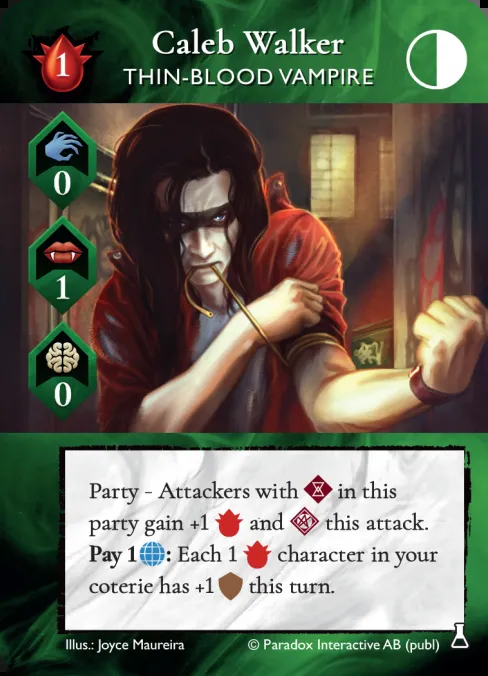 1
Caleb Walker
THIN-BLOOD VAMPIRE
0
1
0
Party - Attackers with in this
party gain +1 and this attack.
Pay 1 : Each 1 character in your
coterie has +1 this turn.
Illus.: Joyce Maureira © Paradox Interactive AB (publ)